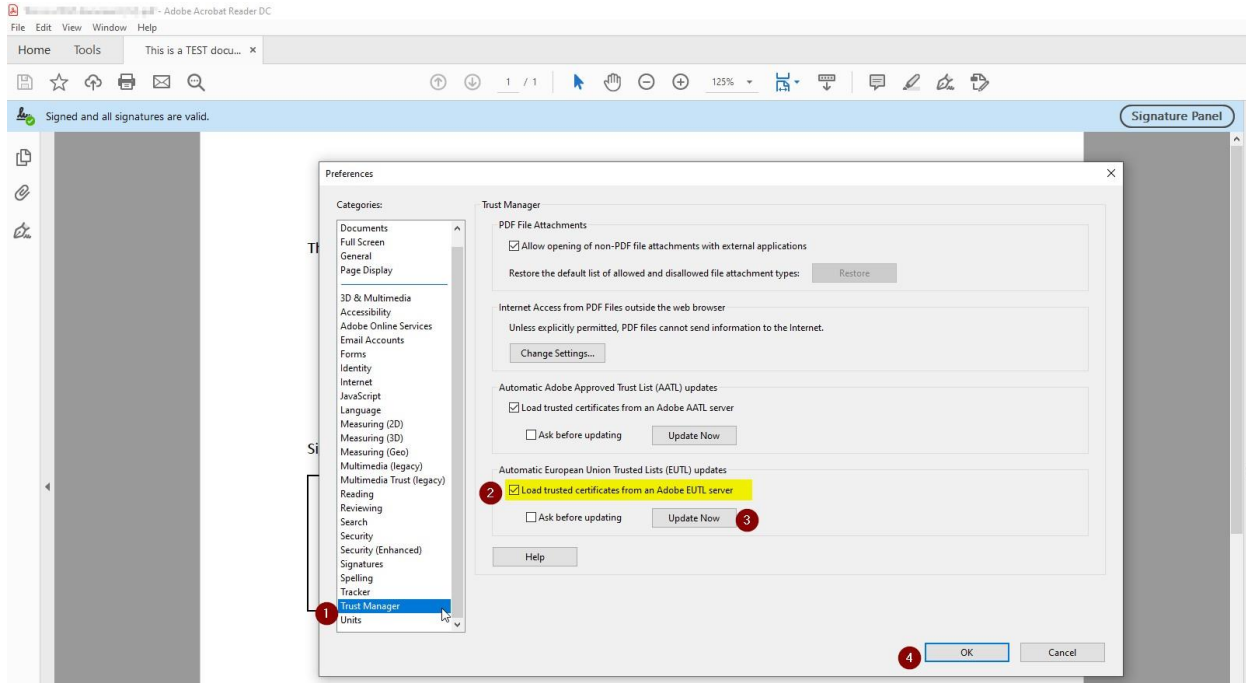 - Adobe Acrobat Reader DC
File Edit View Window Help
Home Tools This is a TEST docu... ×
1 / 1 125%
Signed and all signatures are valid.
Signature Panel
Preferences
Categories:
Documents
Full Screen
General
Page Display
3D & Multimedia
Accessibility
Adobe Online Services
Email Accounts
Forms
Identity
Internet
JavaScript
Language
Measuring (2D)
Measuring (3D)
Measuring (Geo)
Multimedia (legacy)
Multimedia Trust (legacy)
Reading
Reviewing
Search
Security
Security (Enhanced)
Signatures
Spelling
Tracker
1 Trust Manager
Units
Trust Manager
PDF File Attachments
Allow opening of non-PDF file attachments with external applications
Restore the default list of allowed and disallowed file attachment types: Restore
Internet Access from PDF Files outside the web browser
Unless explicitly permitted, PDF files cannot send information to the Internet.
Change Settings...
Automatic Adobe Approved Trust List (AATL) updates
Load trusted certificates from an Adobe AATL server
Ask before updating Update Now
Automatic European Union Trusted Lists (EUTL) updates
2 Load trusted certificates from an Adobe EUTL server
Ask before updating Update Now 3
Help
4 OK Cancel